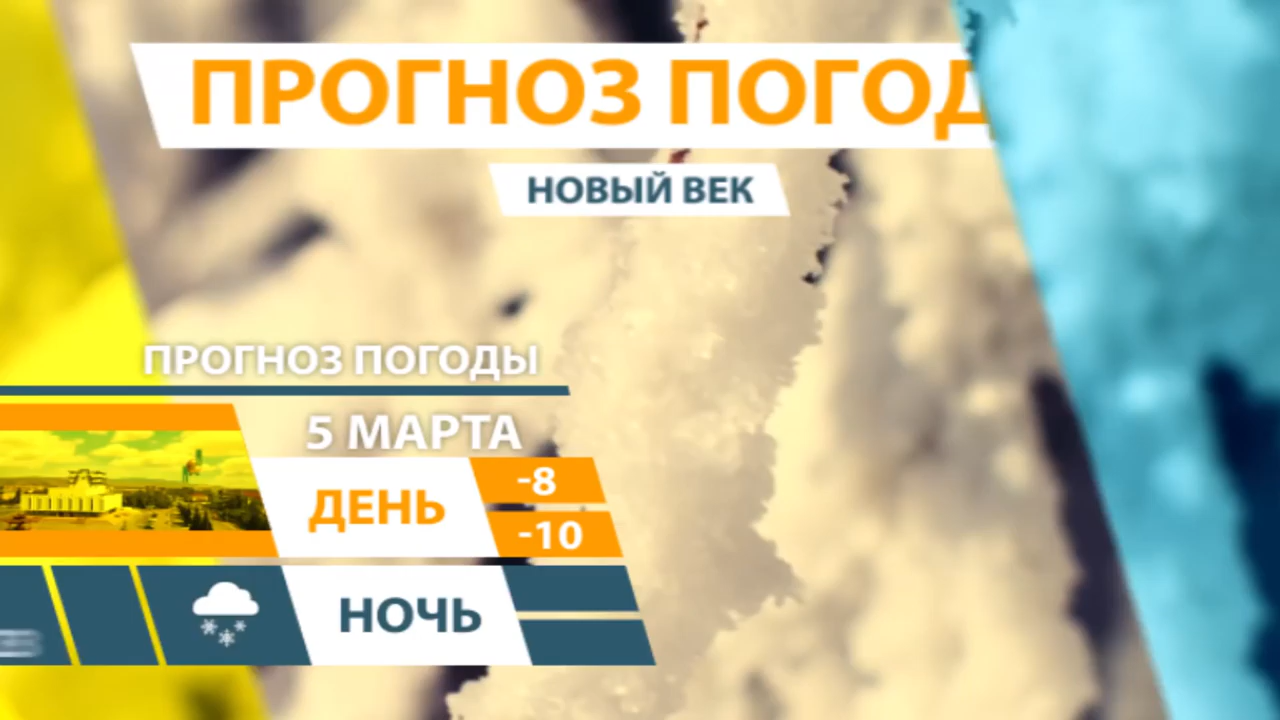 ПРОГНОЗ ПОГОД
НОВЫЙ ВЕК
ПРОГНОЗ ПОГОДЫ
5 МАРТА
ДЕНЬ
-8
-10
НОЧЬ